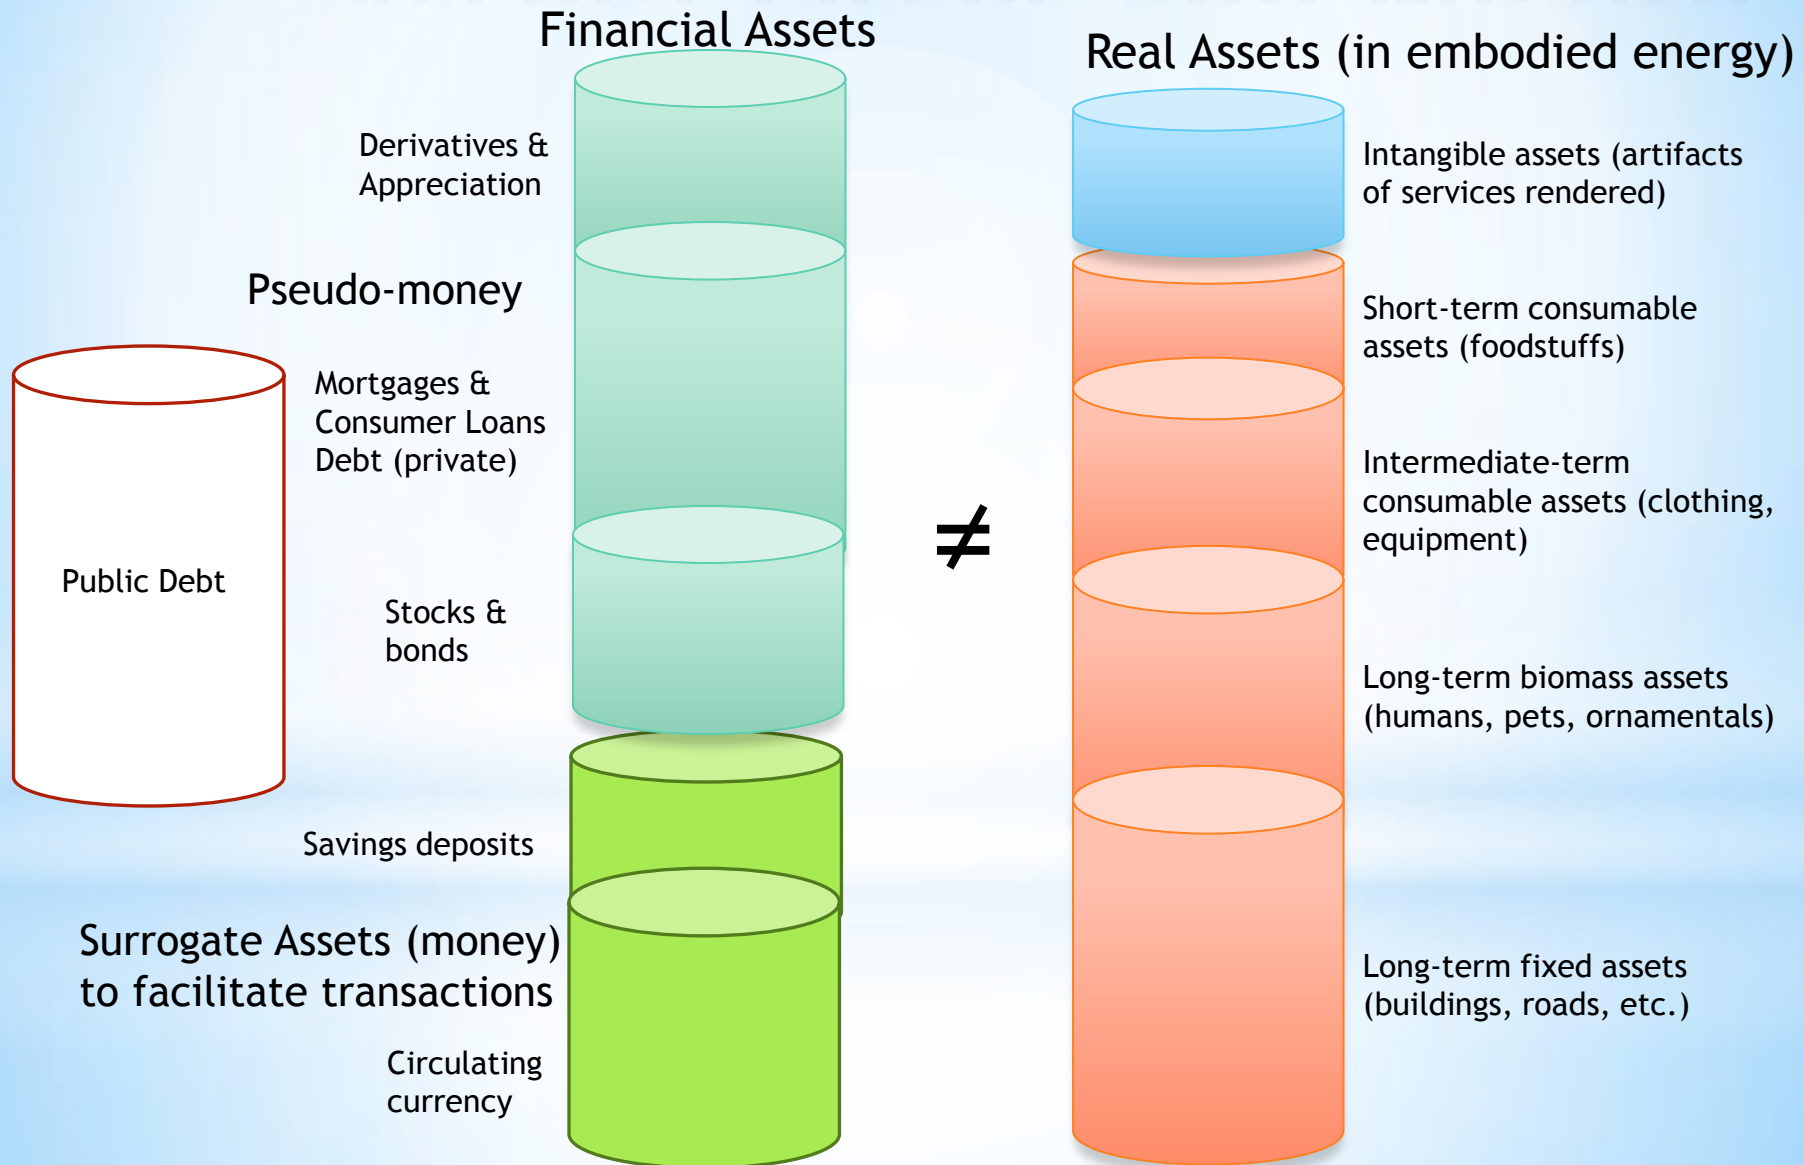 Financial Assets
Real Assets (in embodied energy)
Derivatives &
Appreciation
Pseudo-money
Mortgages &
Consumer Loans
Debt (private)
Public Debt
Stocks &
bonds
Savings deposits
Surrogate Assets (money)
to facilitate transactions
Circulating
currency
≠
Intangible assets (artifacts
of services rendered)
Short-term consumable
assets (foodstuffs)
Intermediate-term
consumable assets (clothing,
equipment)
Long-term biomass assets
(humans, pets, ornamentals)
Long-term fixed assets
(buildings, roads, etc.)